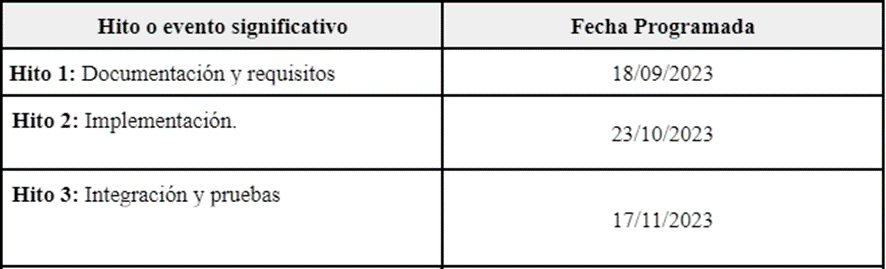 Hito o evento significativo Fecha Programada
Hito 1: Documentación y requisitos 18/09/2023
Hito 2: Implementación. 23/10/2023
Hito 3: Integración y pruebas 17/11/2023